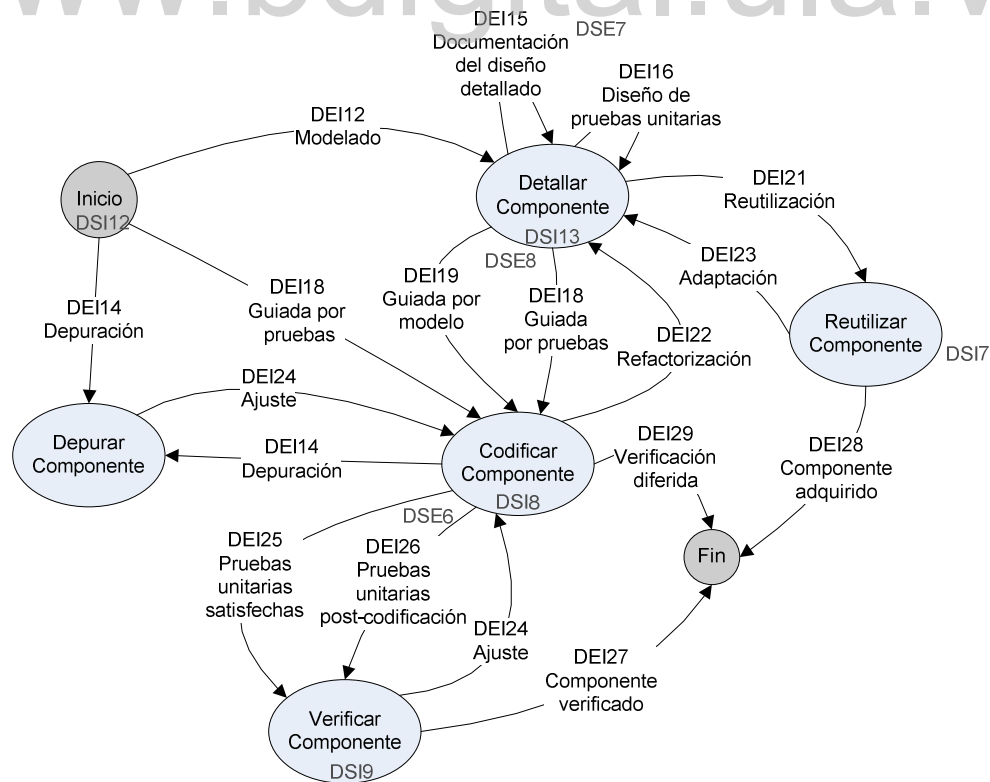 www.bdigital.ula.v
DEI15
DSE7
Documentación
del diseño
detallado
DEI16
Diseño de
pruebas unitarias
DEI12
Modelado
Inicio
DSI12
Detallar
Componente
DSI13
DSE8
DEI21
Reutilización
DEI23
Adaptación
DEI14
Depuración
DEI18
Guiada por
pruebas
DEI19
Guiada por
modelo
DEI18
Guiada
por pruebas
DEI22
Refactorización
Reutilizar
Componente
DSI7
DEI24
Ajuste
Depurar
Componente
DEI14
Depuración
Codificar
Componente
DSI8
DSE6
DEI29
Verificación
diferida
DEI28
Componente
adquirido
Fin
DEI25
Pruebas
unitarias
satisfechas
DEI26
Pruebas
unitarias
post-codificación
DEI24
Ajuste
DEI27
Componente
verificado
Verificar
Componente
DSI9